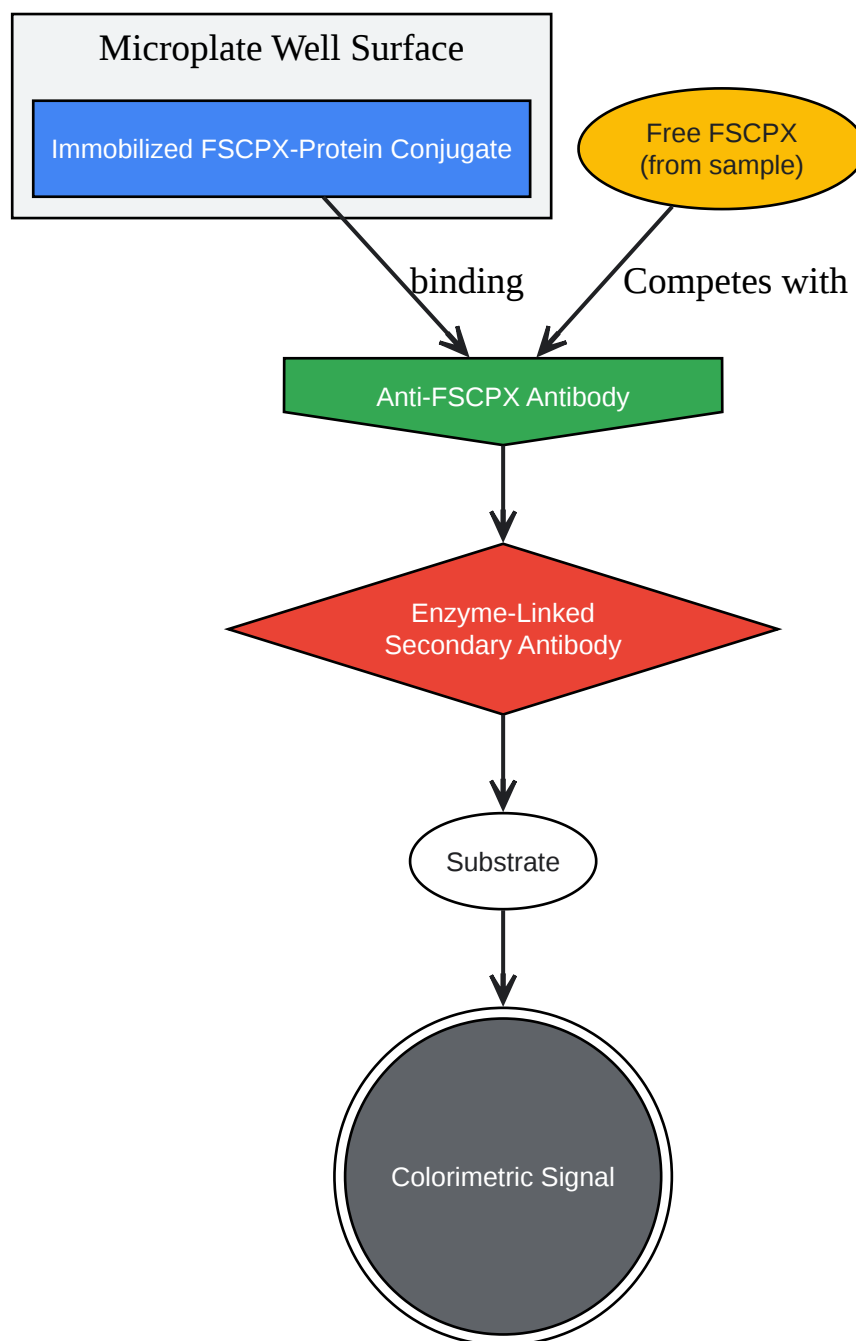 Microplate Well Surface
Immobilized FSCPX-Protein Conjugate
Free FSCPX
(from sample)
binding
Competes with
Anti-FSCPX Antibody
Enzyme-Linked
Secondary Antibody
Substrate
Colorimetric Signal